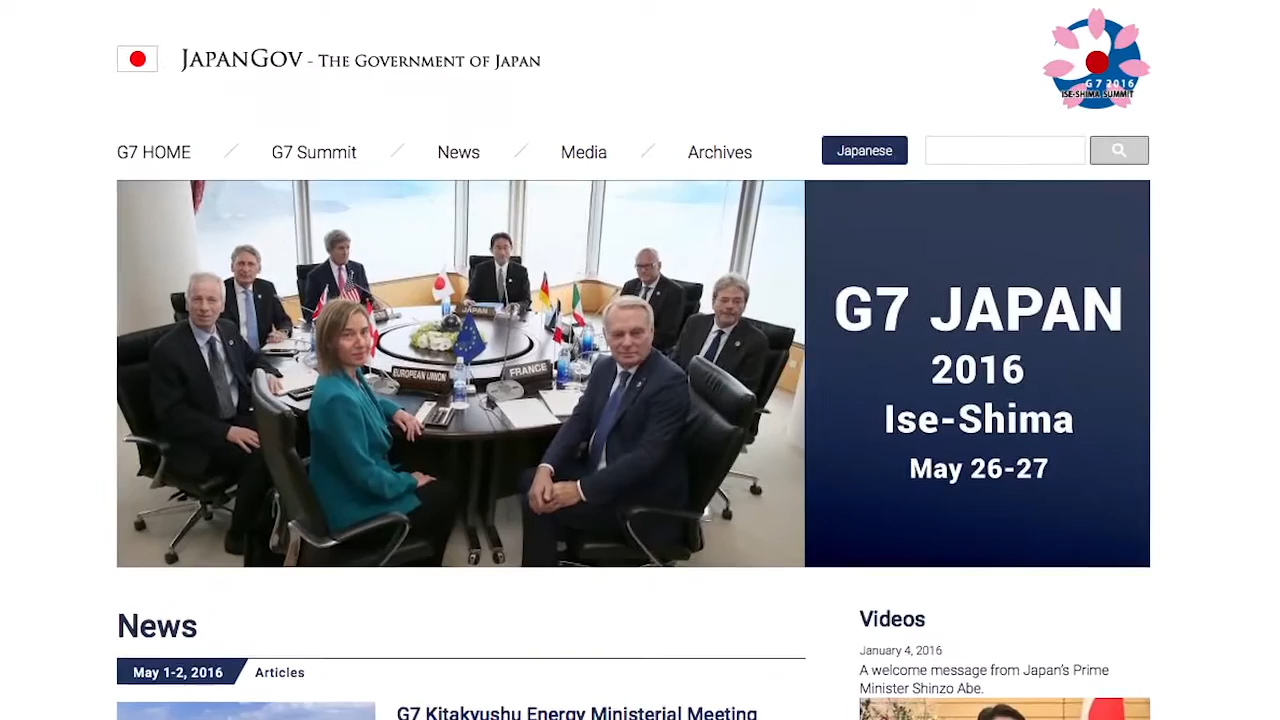 JAPANGOV - THE GOVERNMENT OF JAPAN
G7 2016
ISE-SHIMA SUMMIT
G7 HOME
G7 Summit
News
Media
Archives
Japanese
JAPAN
EUROPEAN UNION
FRANCE
G7 JAPAN
2016
Ise-Shima
May 26-27
News
May 1-2, 2016
Articles
G7 Kitakyushu Energy Ministerial Meeting
Videos
January 4, 2016
A welcome message from Japan's Prime
Minister Shinzo Abe.